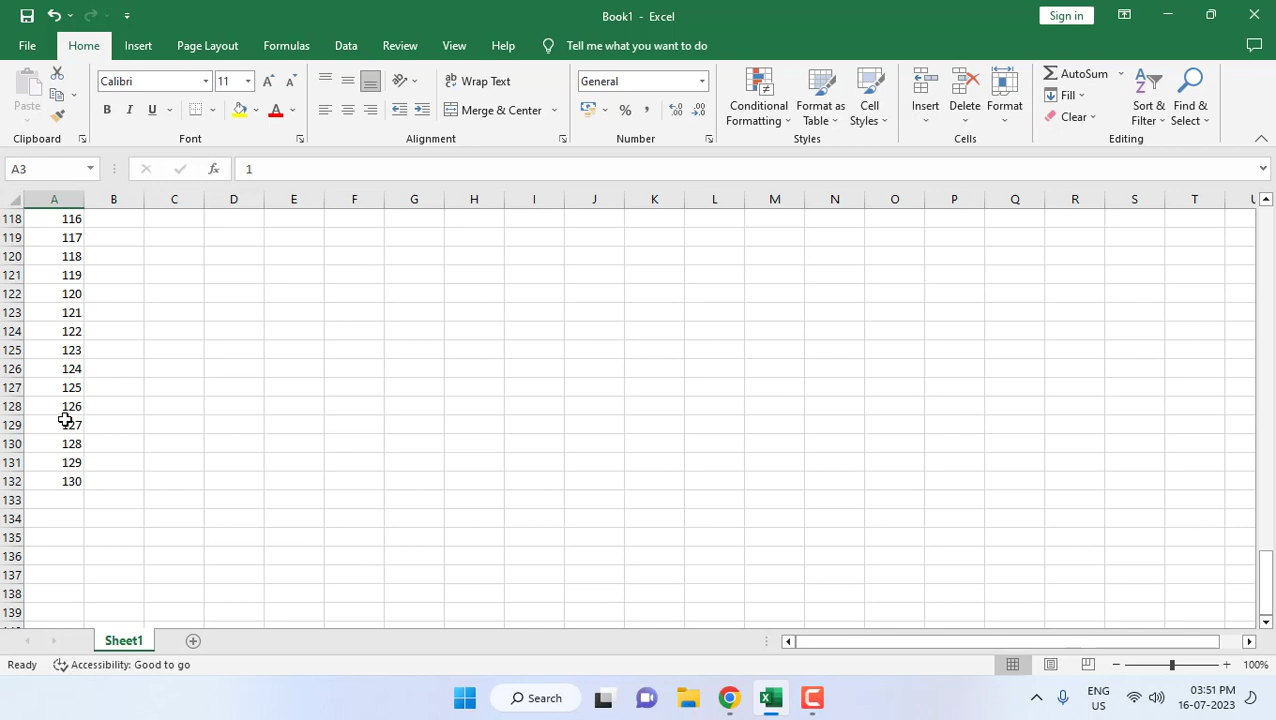 Book1 - Excel
Sign in
File Home Insert Page Layout Formulas Data Review View Help Tell me what you want to do
Calibri 11 Wrap Text General AutoSum
Paste B I U Merge & Center % , Conditional Formatting Format as Table Cell Styles Insert Delete Format Fill Clear Sort & Filter Find & Select
Clipboard Font Alignment Number Styles Cells Editing
A3 fx 1
A B C D E F G H I J K L M N O P Q R S T U
118 116
119 117
120 118
121 119
122 120
123 121
124 122
125 123
126 124
127 125
128 126
129 127
130 128
131 129
132 130
133
134
135
136
137
138
139
Sheet1
Ready Accessibility: Good to go 100%
Search ENG US 03:51 PM 16-07-2023